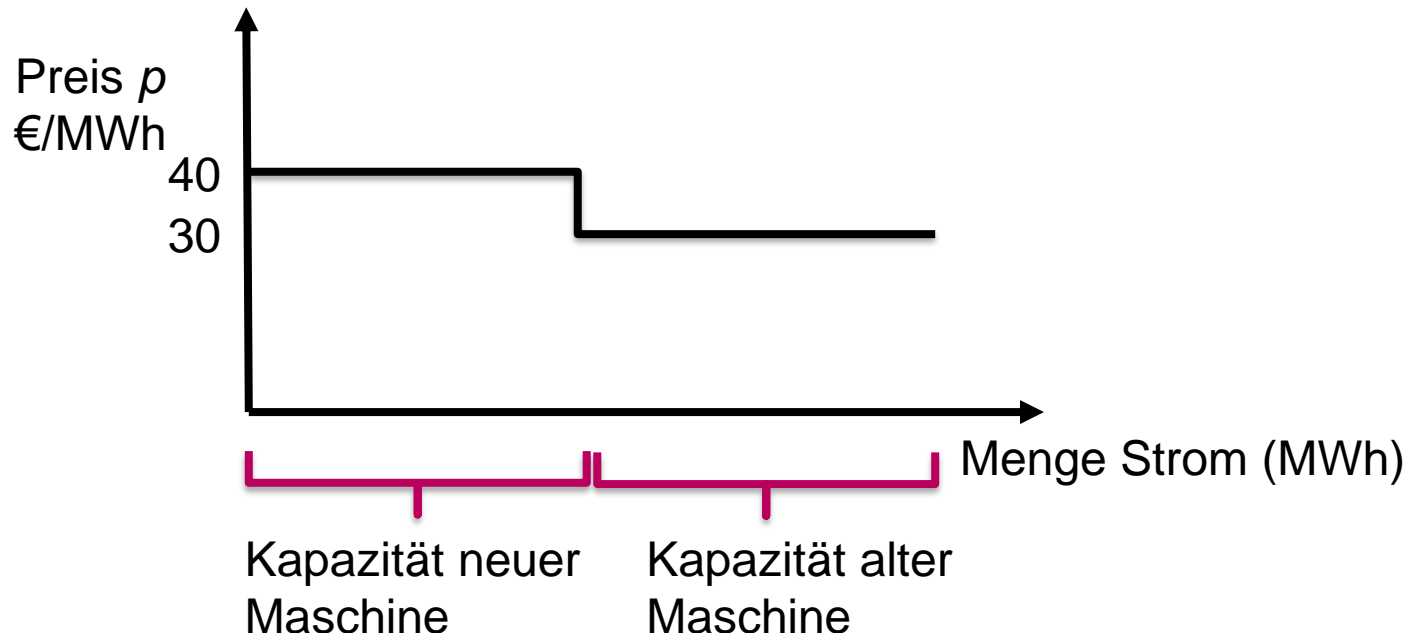 Preis p
€/MWh
40
30
Menge Strom (MWh)
Kapazität neuer
Maschine
Kapazität alter
Maschine